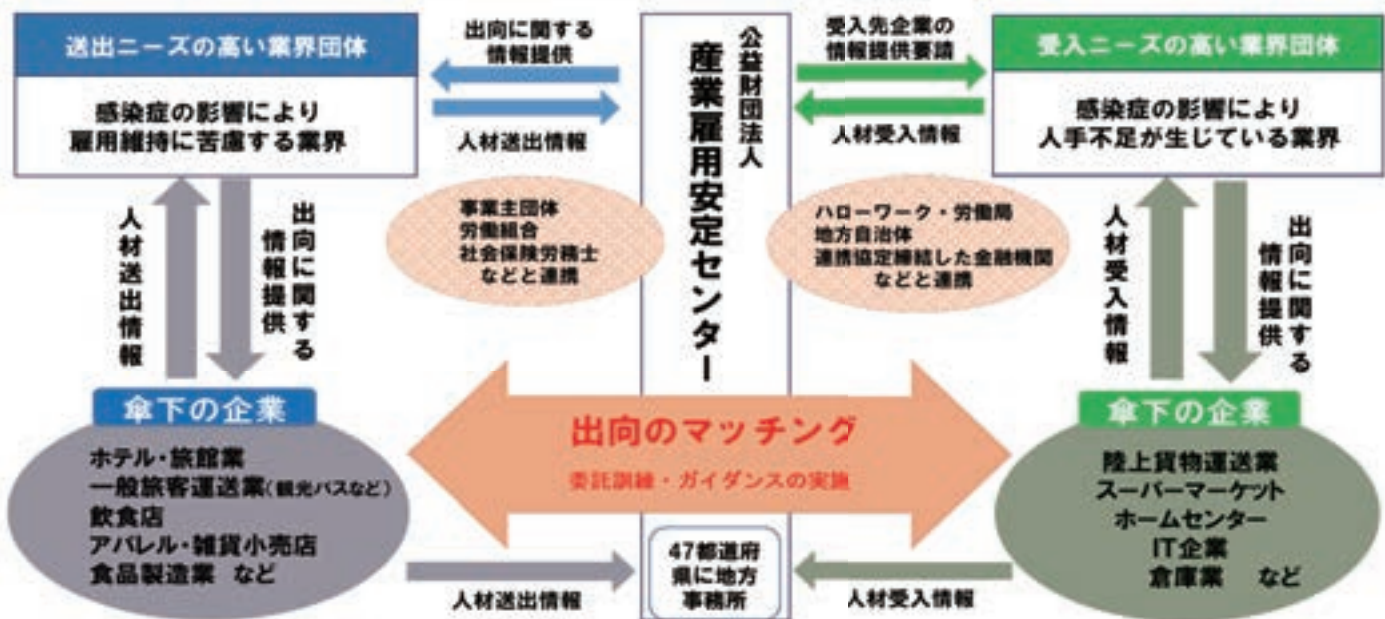 送出ニーズの高い業界団体
感染症の影響により
雇用維持に苦慮する業界
出向に関する
情報提供
人材送出情報
公益財団法人
産業雇用安定センター
受入先企業の
情報提供要請
人材受入情報
受入ニーズの高い業界団体
感染症の影響により
人手不足が生じている業界
人材送出情報
出向に関する
情報提供
事業主団体
労働組合
社会保険労務士
などと連携
ハローワーク・労働局
地方自治体
連携協定締結した金融機関
などと連携
人材受入情報
出向に関する
情報提供
傘下の企業
ホテル・旅館業
一般旅客運送業(観光バスなど)
飲食店
アパレル・雑貨小売店
食品製造業 など
出向のマッチング
委託訓練・ガイダンスの実施
傘下の企業
陸上貨物運送業
スーパーマーケット
ホームセンター
IT企業
倉庫業 など
人材送出情報
47都道府
県に地方
事務所
人材受入情報